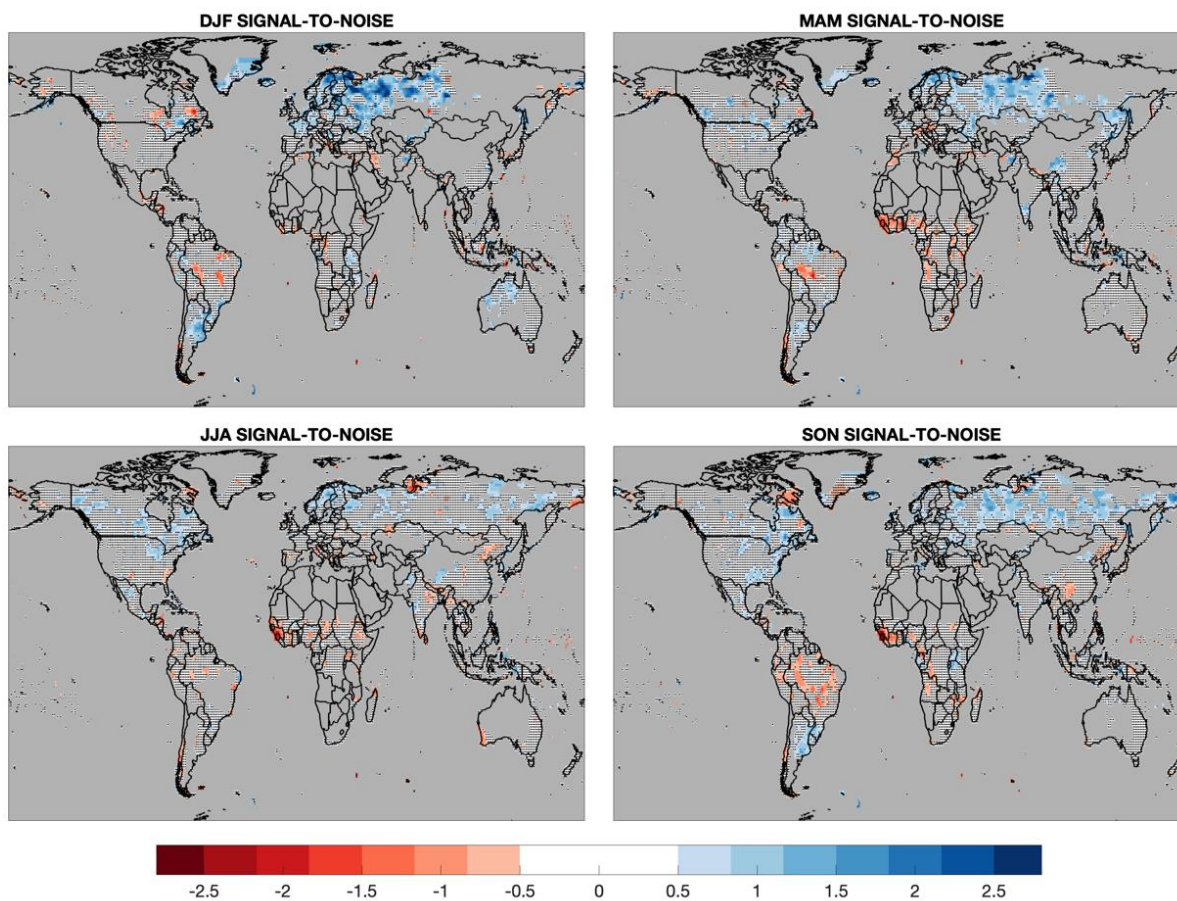 DJF SIGNAL-TO-NOISE
MAM SIGNAL-TO-NOISE
JJA SIGNAL-TO-NOISE
SON SIGNAL-TO-NOISE
-2.5 -2 -1.5 -1 -0.5 0 0.5 1 1.5 2 2.5